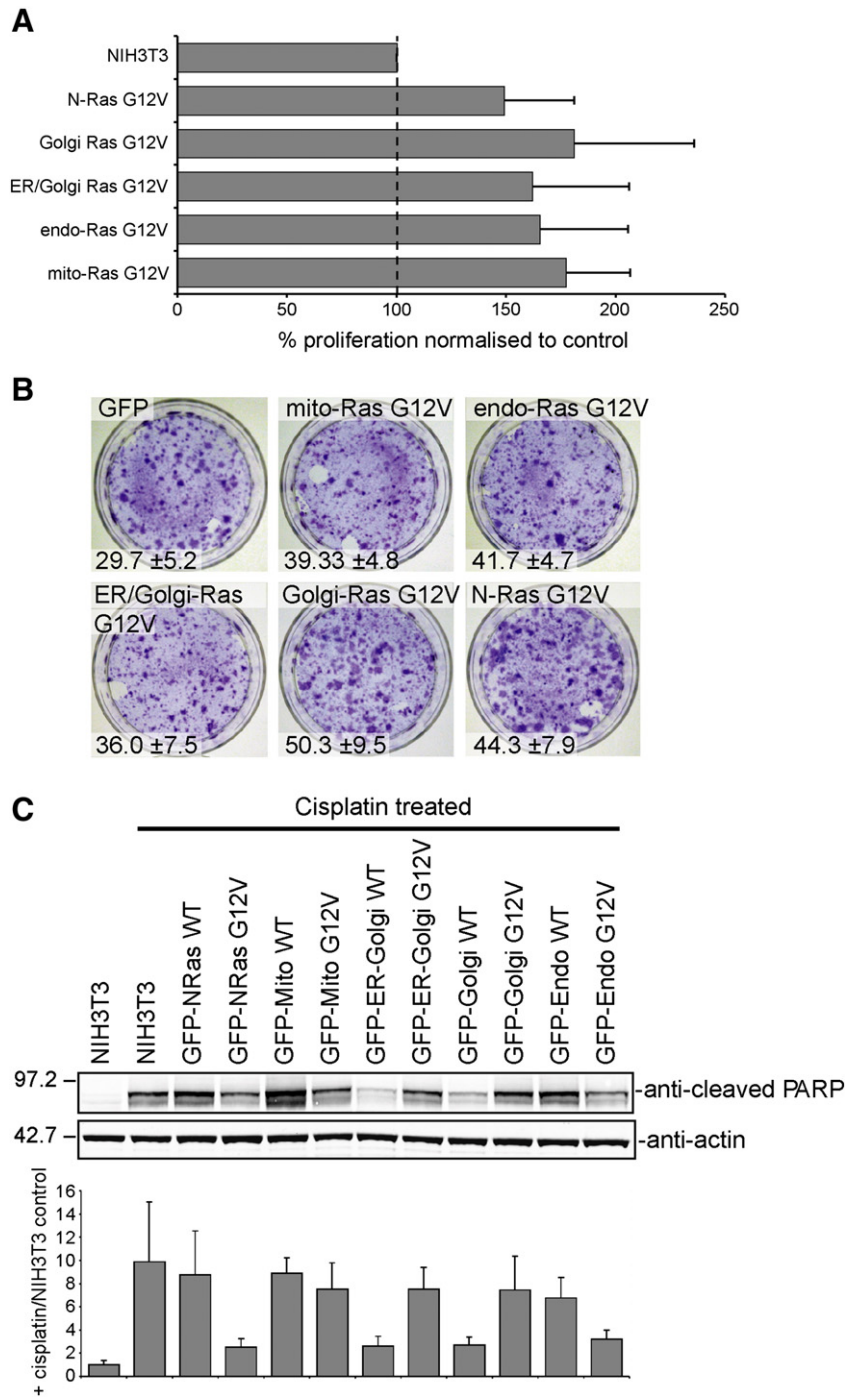 A
NIH3T3
N-Ras G12V
Golgi Ras G12V
ER/Golgi Ras G12V
endo-Ras G12V
mito-Ras G12V
0 50 100 150 200 250
% proliferation normalised to control
B
GFP mito-Ras G12V endo-Ras G12V
29.7 ±5.2 39.33 ±4.8 41.7 ±4.7
ER/Golgi-Ras Golgi-Ras G12V N-Ras G12V
G12V
36.0 ±7.5 50.3 ±9.5 44.3 ±7.9
C
Cisplatin treated
NIH3T3
NIH3T3
GFP-NRas WT
GFP-NRas G12V
GFP-Mito WT
GFP-Mito G12V
GFP-ER-Golgi WT
GFP-ER-Golgi G12V
GFP-Golgi WT
GFP-Golgi G12V
GFP-Endo WT
GFP-Endo G12V
97.2 –
-anti-cleaved PARP
42.7 –
-anti-actin
+ cisplatin/NIH3T3 control
16
14
12
10
8
6
4
2
0